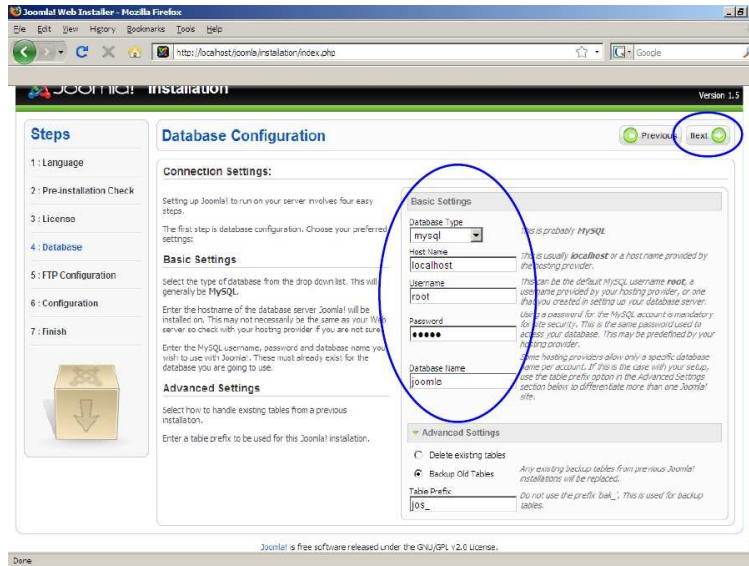 Joomla! Web Installer - Mozilla Firefox
File Edit View History Bookmarks Tools Help
http://localhost/joomla/installation/index.php
Google
Joomla! Installation
Version 1.5
Steps
1 : Language
2 : Pre-installation Check
3 : License
4 : Database
5 : FTP Configuration
6 : Configuration
7 : Finish
Database Configuration
Previous
Next
Connection Settings:
Setting up Joomla! to run on your server involves four easy
steps.
The first step is database configuration. Choose your preferred
settings:
Basic Settings
Select the type of database from the drop down list. This will
generally be MySQL.
Enter the hostname of the database server Joomla! will be
installed on. This may not necessarily be the same as your Web
server so check with your hosting provider if you are not sure.
Enter the MySQL username, password and database name you
wish to use with Joomla!. These must already exist for the
database you are going to use.
Advanced Settings
Select how to handle existing tables from a previous
installation.
Enter a table prefix to be used for this Joomla! installation.
Basic Settings
Database Type
mysql
This is probably MySQL
Host Name
localhost
This is usually localhost or a host name provided by
the hosting provider.
Username
root
This can be the default MySQL username root, a
username provided by your hosting provider, or one
that you created in setting up your database server.
Password
●●●●●
Using a password for the MySQL account is mandatory
for site security. This is the same password used to
access your database. This may be predefined by your
hosting provider.
Database Name
joomla
Some hosting providers allow only a specific database
name per account. If this is the case with your setup,
use the table prefix option in the Advanced Settings
section below to differentiate more than one Joomla!
site.
Advanced Settings
Delete existing tables
Backup Old Tables
Any existing backup tables from previous Joomla!
installations will be replaced.
Table Prefix
jos_
Do not use the prefix 'bak_'. This is used for backup
tables.
Joomla! is free software released under the GNU/GPL v2.0 License.
Done